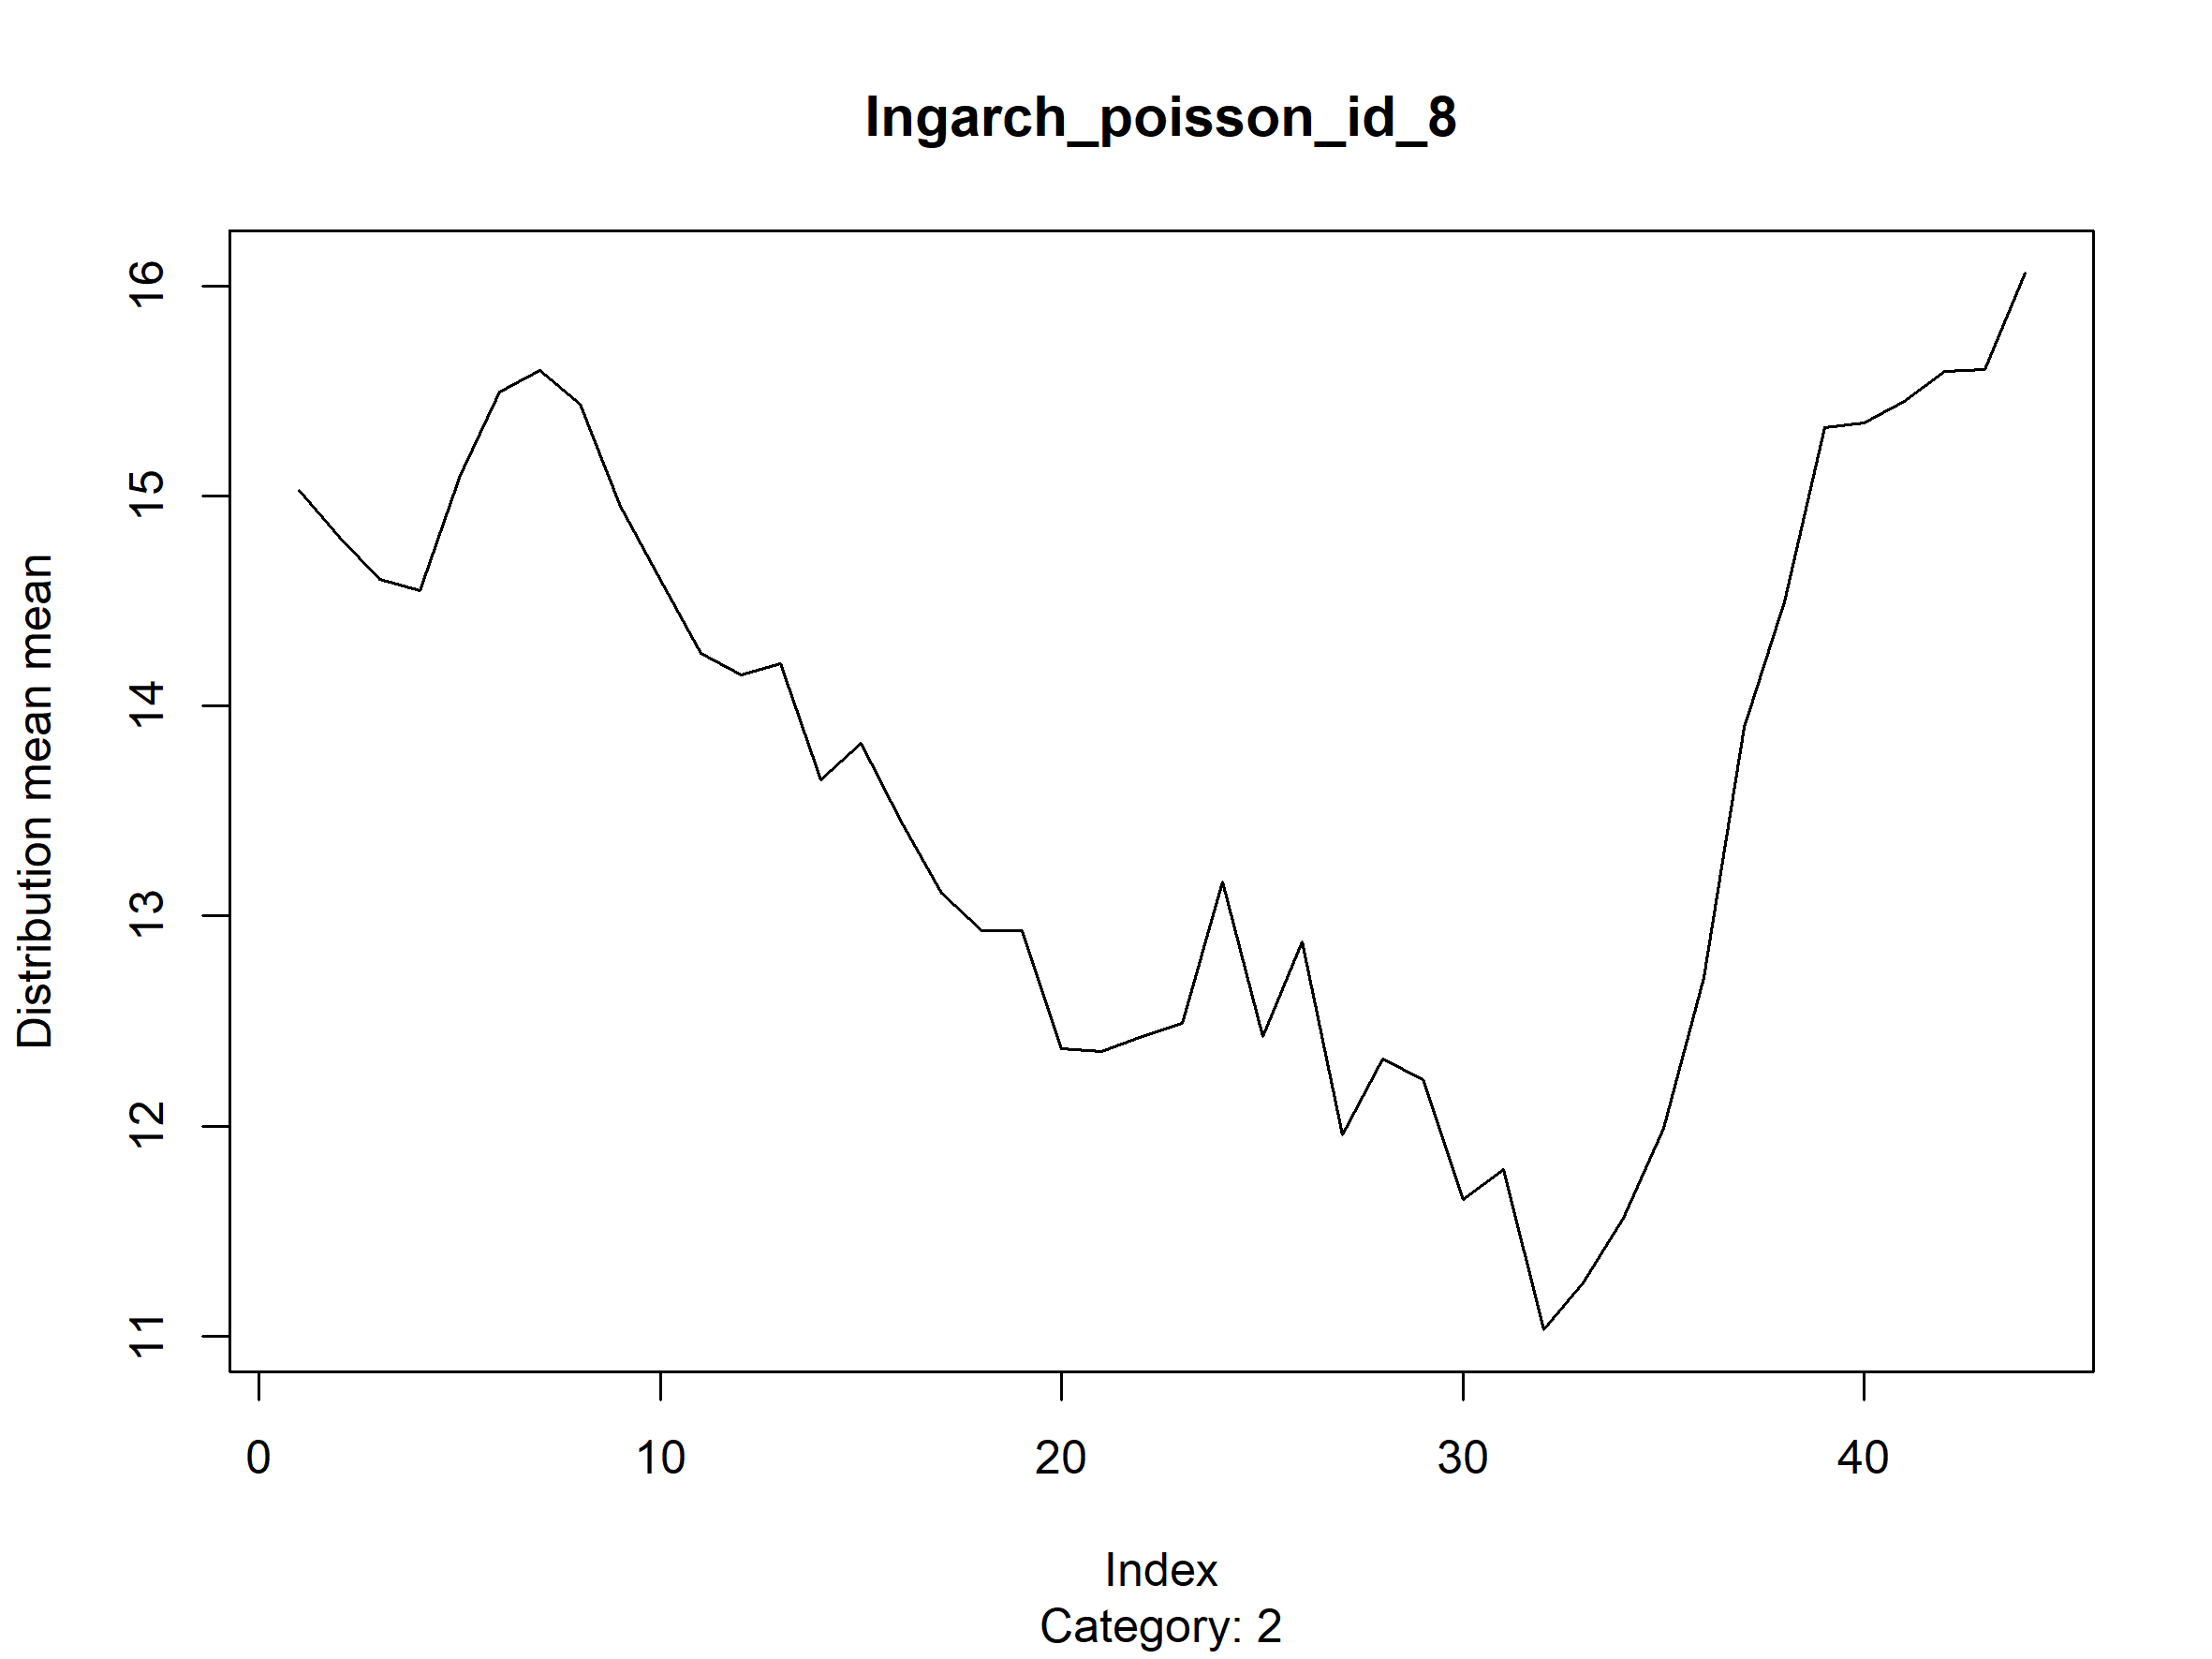 Ingarch_poisson_id_8
Distribution mean mean
16
15
14
13
12
11
0 10 20 30 40
Index
Category: 2